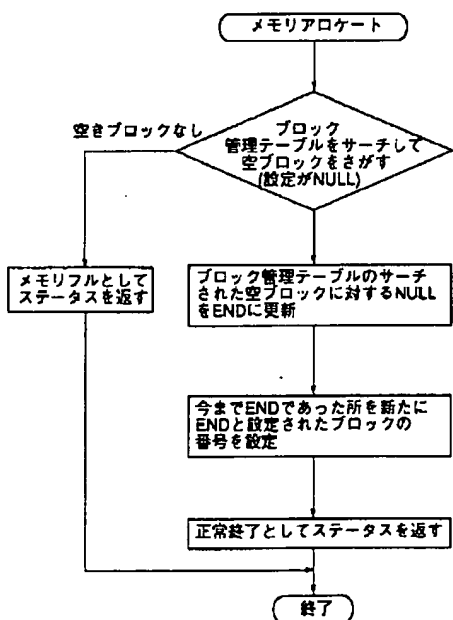 メモリアロケート
空きブロックなし
ブロック
管理テーブルをサーチして
空ブロックをさがす
(設定がNULL)
メモリフルとして
ステータスを返す
ブロック管理テーブルのサーチ
された空ブロックに対するNULL
をENDに更新
今までENDであった所を新たに
ENDと設定されたブロックの
番号を設定
正常終了としてステータスを返す
終了